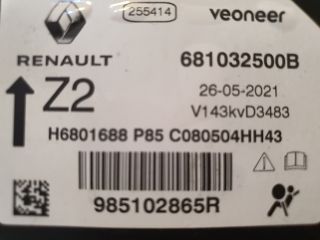 255414
veoneer
RENAULT
681032500B
Z2
26-05-2021
V143kvD3483
H6801688 P85 C080504HH43
985102865R